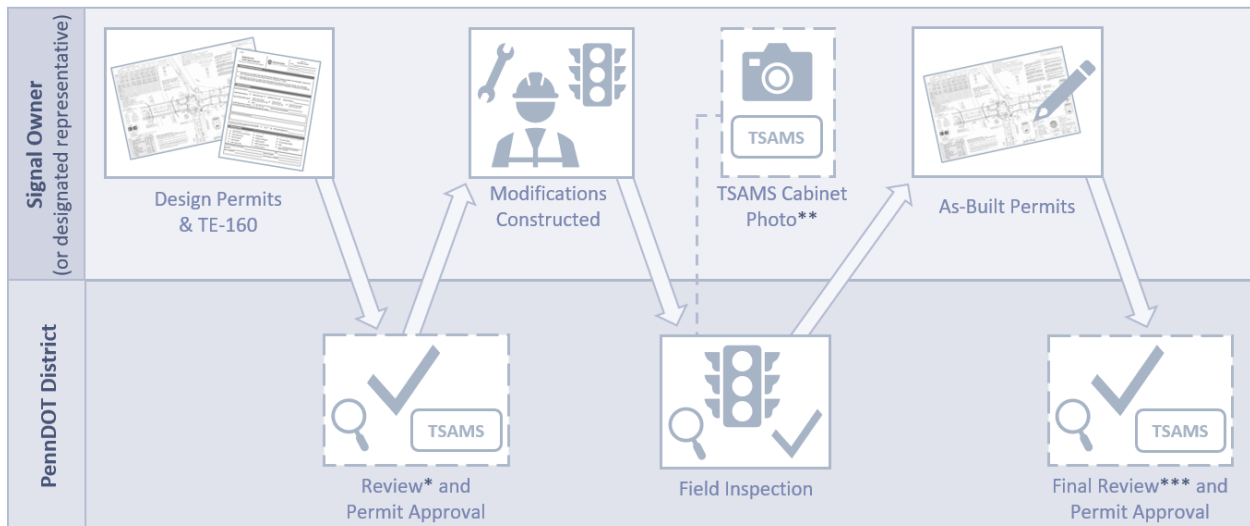 Signal Owner
(or designated representative)
Design Permits
& TE-160
Modifications
Constructed
TSAMS
TSAMS Cabinet
Photo**
As-Built Permits
PennDOT District
TSAMS
Review* and
Permit Approval
Field Inspection
TSAMS
Final Review*** and
Permit Approval